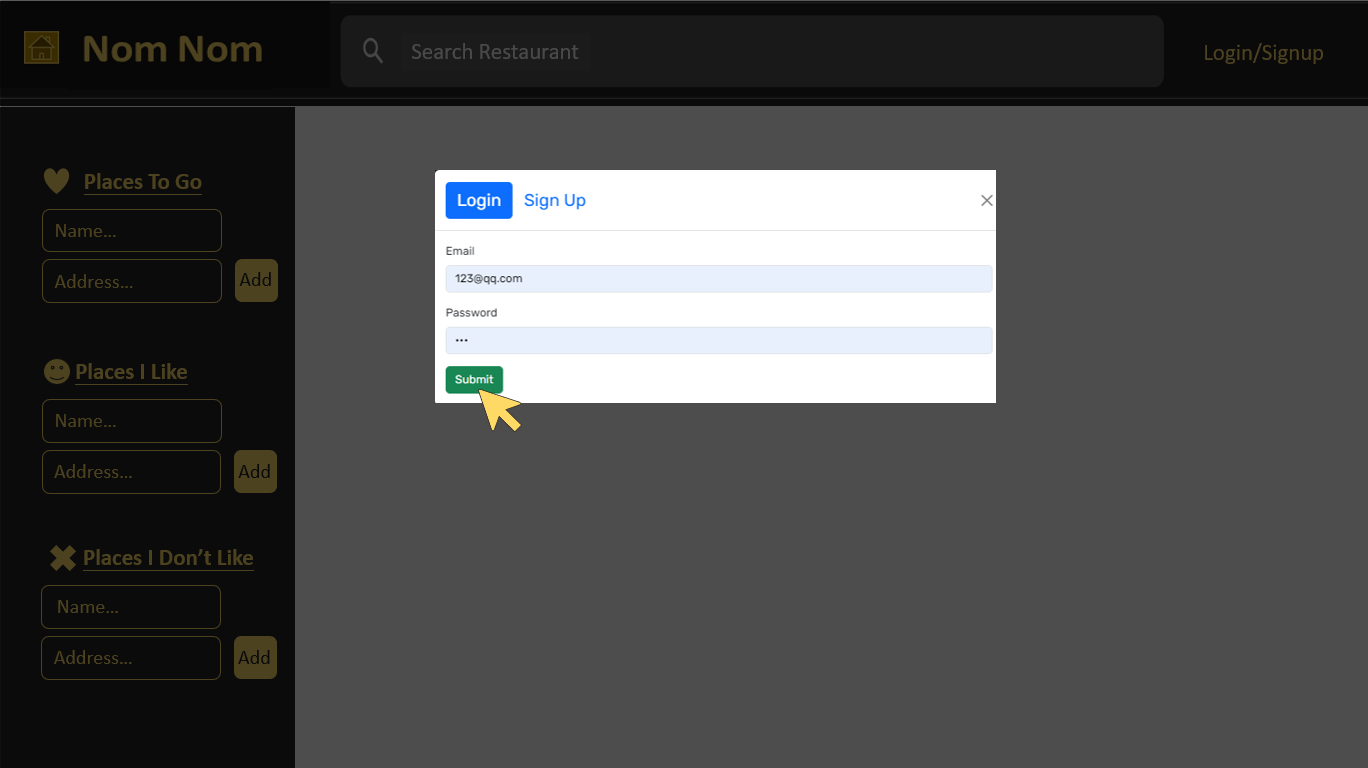 Nom Nom
Search Restaurant
Login/Signup
Places To Go
Name...
Address...
Add
Places I Like
Name...
Address...
Add
Places I Don’t Like
Name...
Address...
Add
Login
Sign Up
Email
123@qq.com
Password
•••
Submit